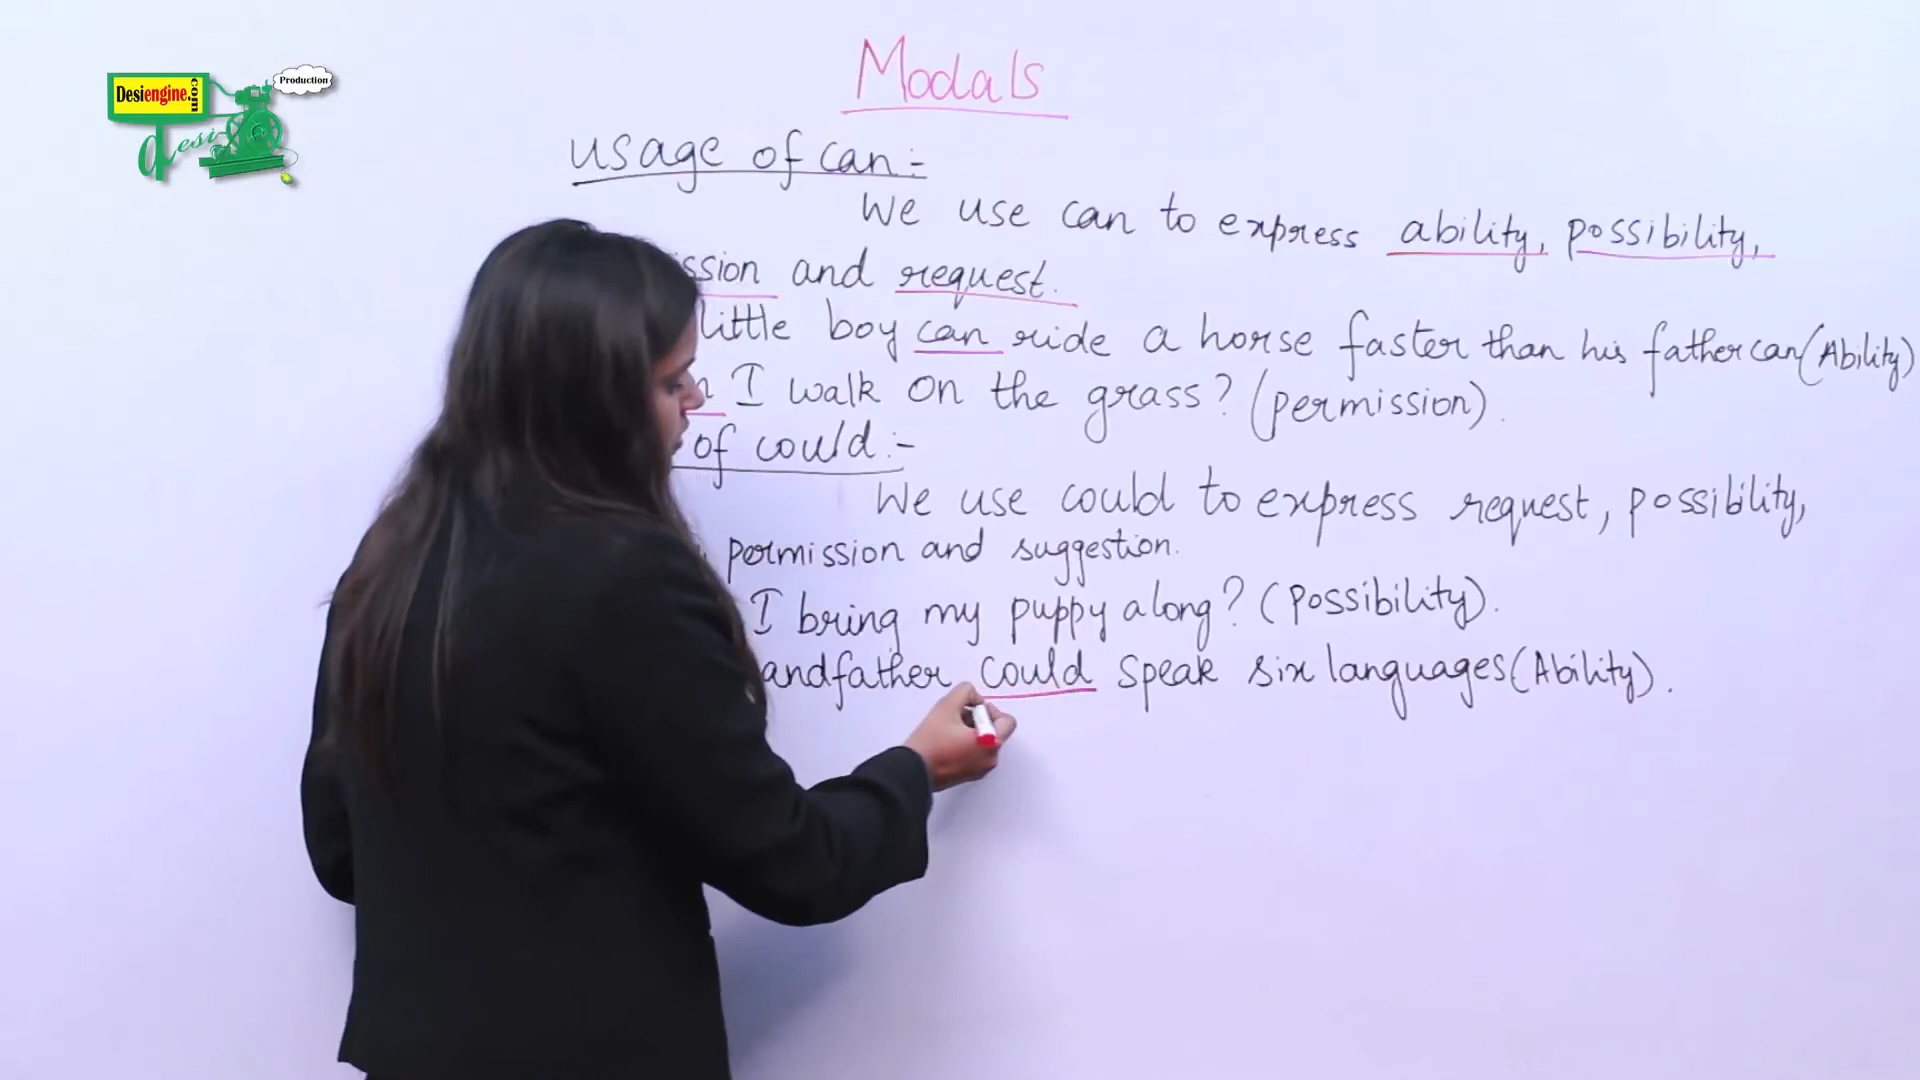 Production
Desiengine.com
desi
Modals
usage of can :-
We use can to express ability, possibility,
ssion and request.
little boy can ride a horse faster than his father can (Ability)
I walk on the grass? (permission).
of could :-
We use could to express request, possibility,
permission and suggestion.
I bring my puppy along? (possibility).
andfather could speak six languages (Ability).